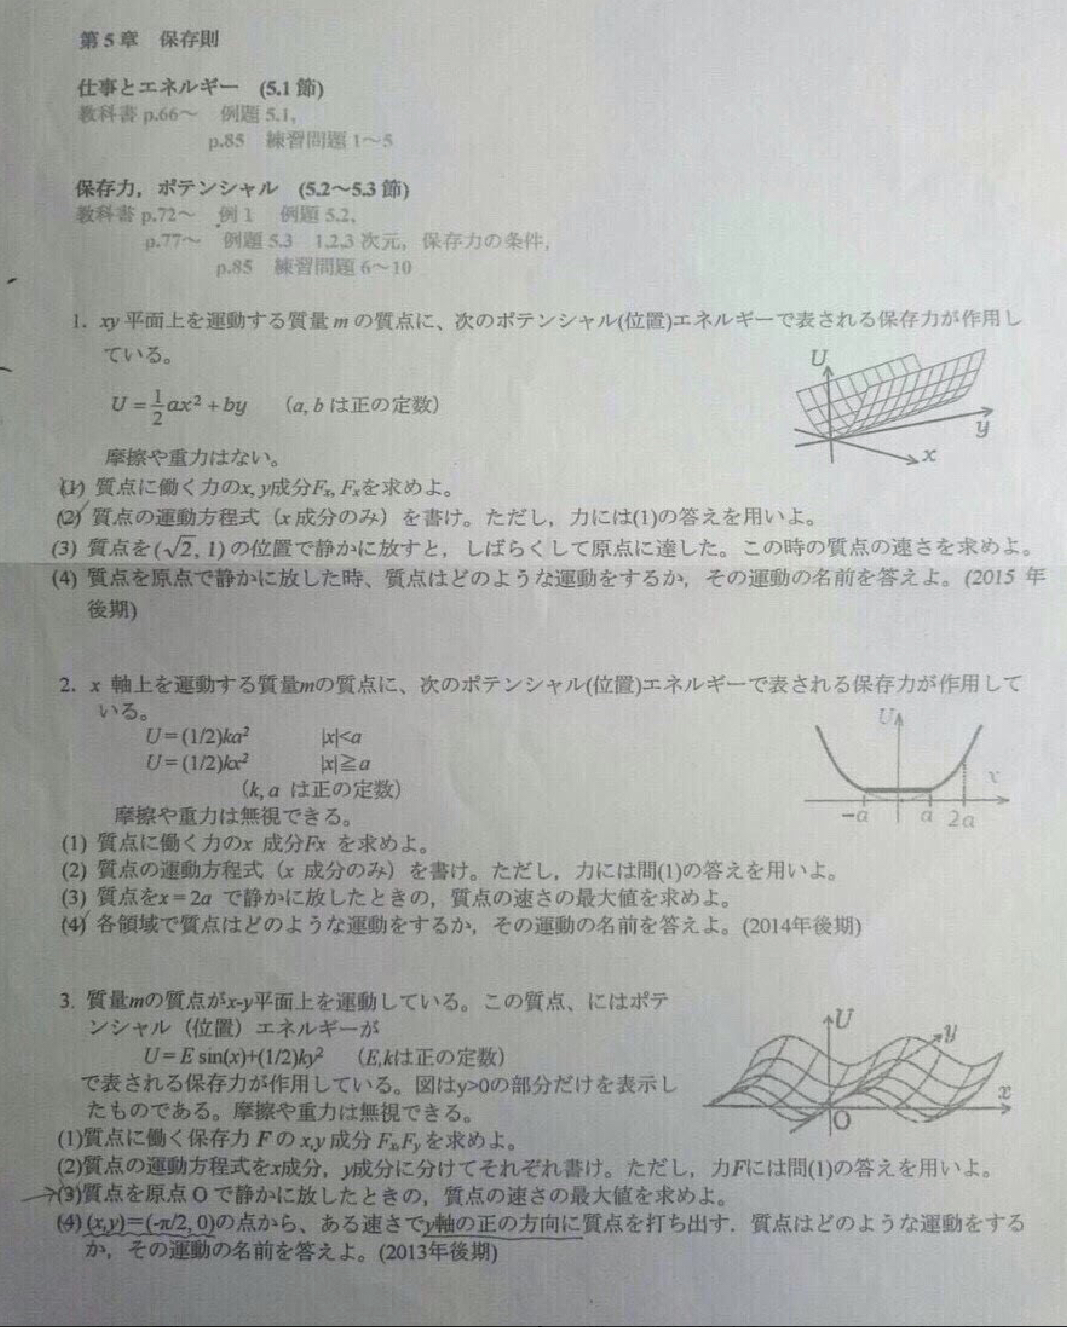 第5章 保存則
仕事とエネルギー (5.1節)
教科書 p.66〜 例題 5.1,
p.85 練習問題 1〜5
保存力，ポテンシャル (5.2〜5.3節)
教科書 p.72〜 例1 例題 5.2,
p.77〜 例題 5.3 1,2,3次元，保存力の条件,
p.85 練習問題 6〜10
1. xy平面上を運動する質量mの質点に、次のポテンシャル(位置)エネルギーで表される保存力が作用し
ている。
U = 1/2 ax² + by (a, b は正の定数)
U
y
x
摩擦や重力はない。
(1) 質点に働く力のx, y成分Fx, Fxを求めよ。
(2) 質点の運動方程式（x成分のみ）を書け。ただし，力には(1)の答えを用いよ。
(3) 質点を(√2, 1)の位置で静かに放すと，しばらくして原点に達した。この時の質点の速さを求めよ。
(4) 質点を原点で静かに放した時、質点はどのような運動をするか，その運動の名前を答えよ。(2015 年
後期)
2. x 軸上を運動する質量mの質点に、次のポテンシャル(位置)エネルギーで表される保存力が作用して
いる。
U = (1/2)ka² |x|<a
U = (1/2)kx² |x|≧a
(k, a は正の定数)
U
x
-a a 2a
摩擦や重力は無視できる。
(1) 質点に働く力のx 成分Fx を求めよ。
(2) 質点の運動方程式（x 成分のみ）を書け。ただし，力には問(1)の答えを用いよ。
(3) 質点をx = 2a で静かに放したときの，質点の速さの最大値を求めよ。
(4) 各領域で質点はどのような運動をするか，その運動の名前を答えよ。(2014年後期)
3. 質量mの質点がx-y平面上を運動している。この質点、にはポテ
ンシャル（位置）エネルギーが
U = E sin(x)+(1/2)ky² (E,kは正の定数)
で表される保存力が作用している。図はy>0の部分だけを表示し
たものである。摩擦や重力は無視できる。
U
y
x
O
(1)質点に働く保存力 F の x,y 成分 Fx,Fy を求めよ。
(2)質点の運動方程式をx成分，y成分に分けてそれぞれ書け。ただし，力Fには問(1)の答えを用いよ。
→(3)質点を原点 O で静かに放したときの，質点の速さの最大値を求めよ。
(4)(x,y)=(-π/2, 0)の点から、ある速さでy軸の正の方向に質点を打ち出す．質点はどのような運動をする
か，その運動の名前を答えよ。(2013年後期)